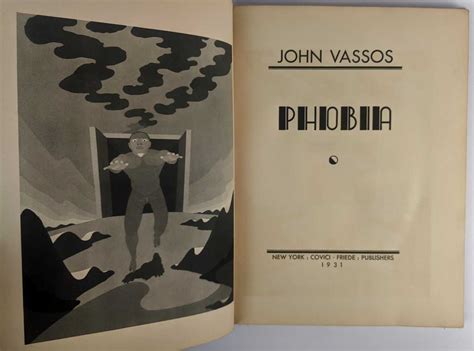 JOHN VASSOS
PHOBIA
NEW YORK : COVICI · FRIEDE : PUBLISHERS
1931